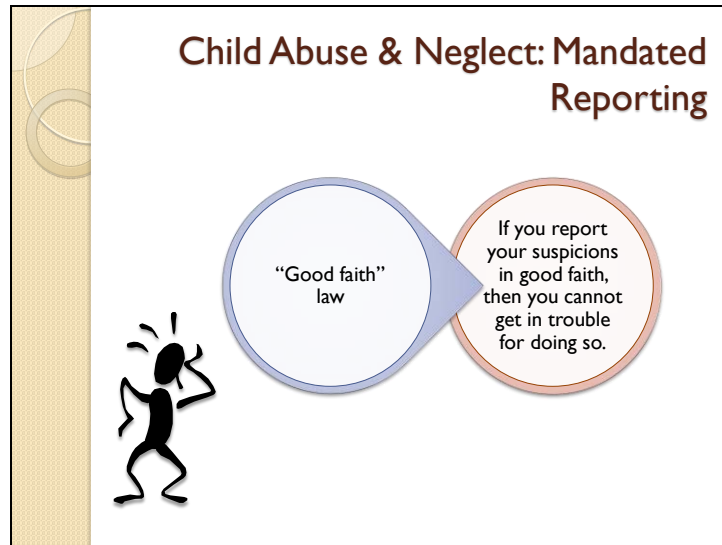 Child Abuse & Neglect: Mandated
Reporting
“Good faith”
law
If you report
your suspicions
in good faith,
then you cannot
get in trouble
for doing so.